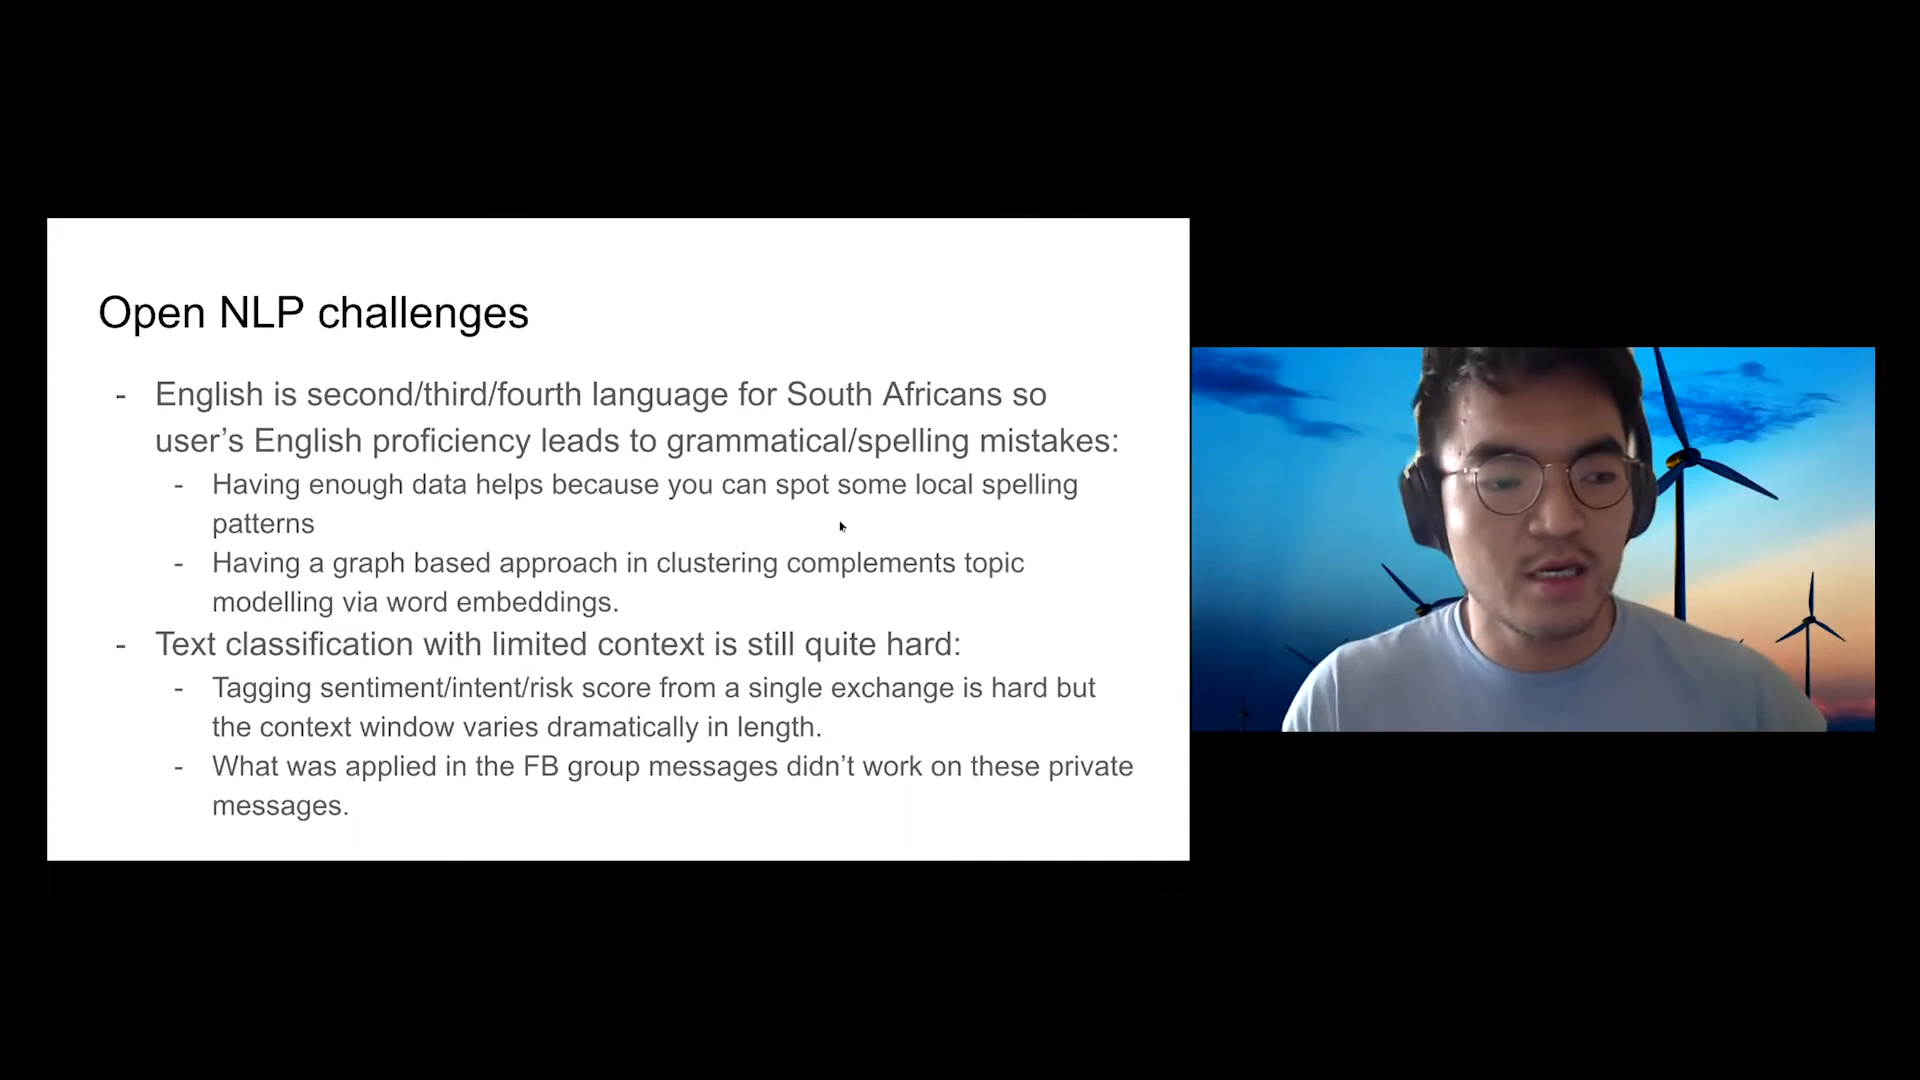 Open NLP challenges
- English is second/third/fourth language for South Africans so
user’s English proficiency leads to grammatical/spelling mistakes:
- Having enough data helps because you can spot some local spelling
patterns
- Having a graph based approach in clustering complements topic
modelling via word embeddings.
- Text classification with limited context is still quite hard:
- Tagging sentiment/intent/risk score from a single exchange is hard but
the context window varies dramatically in length.
- What was applied in the FB group messages didn’t work on these private
messages.